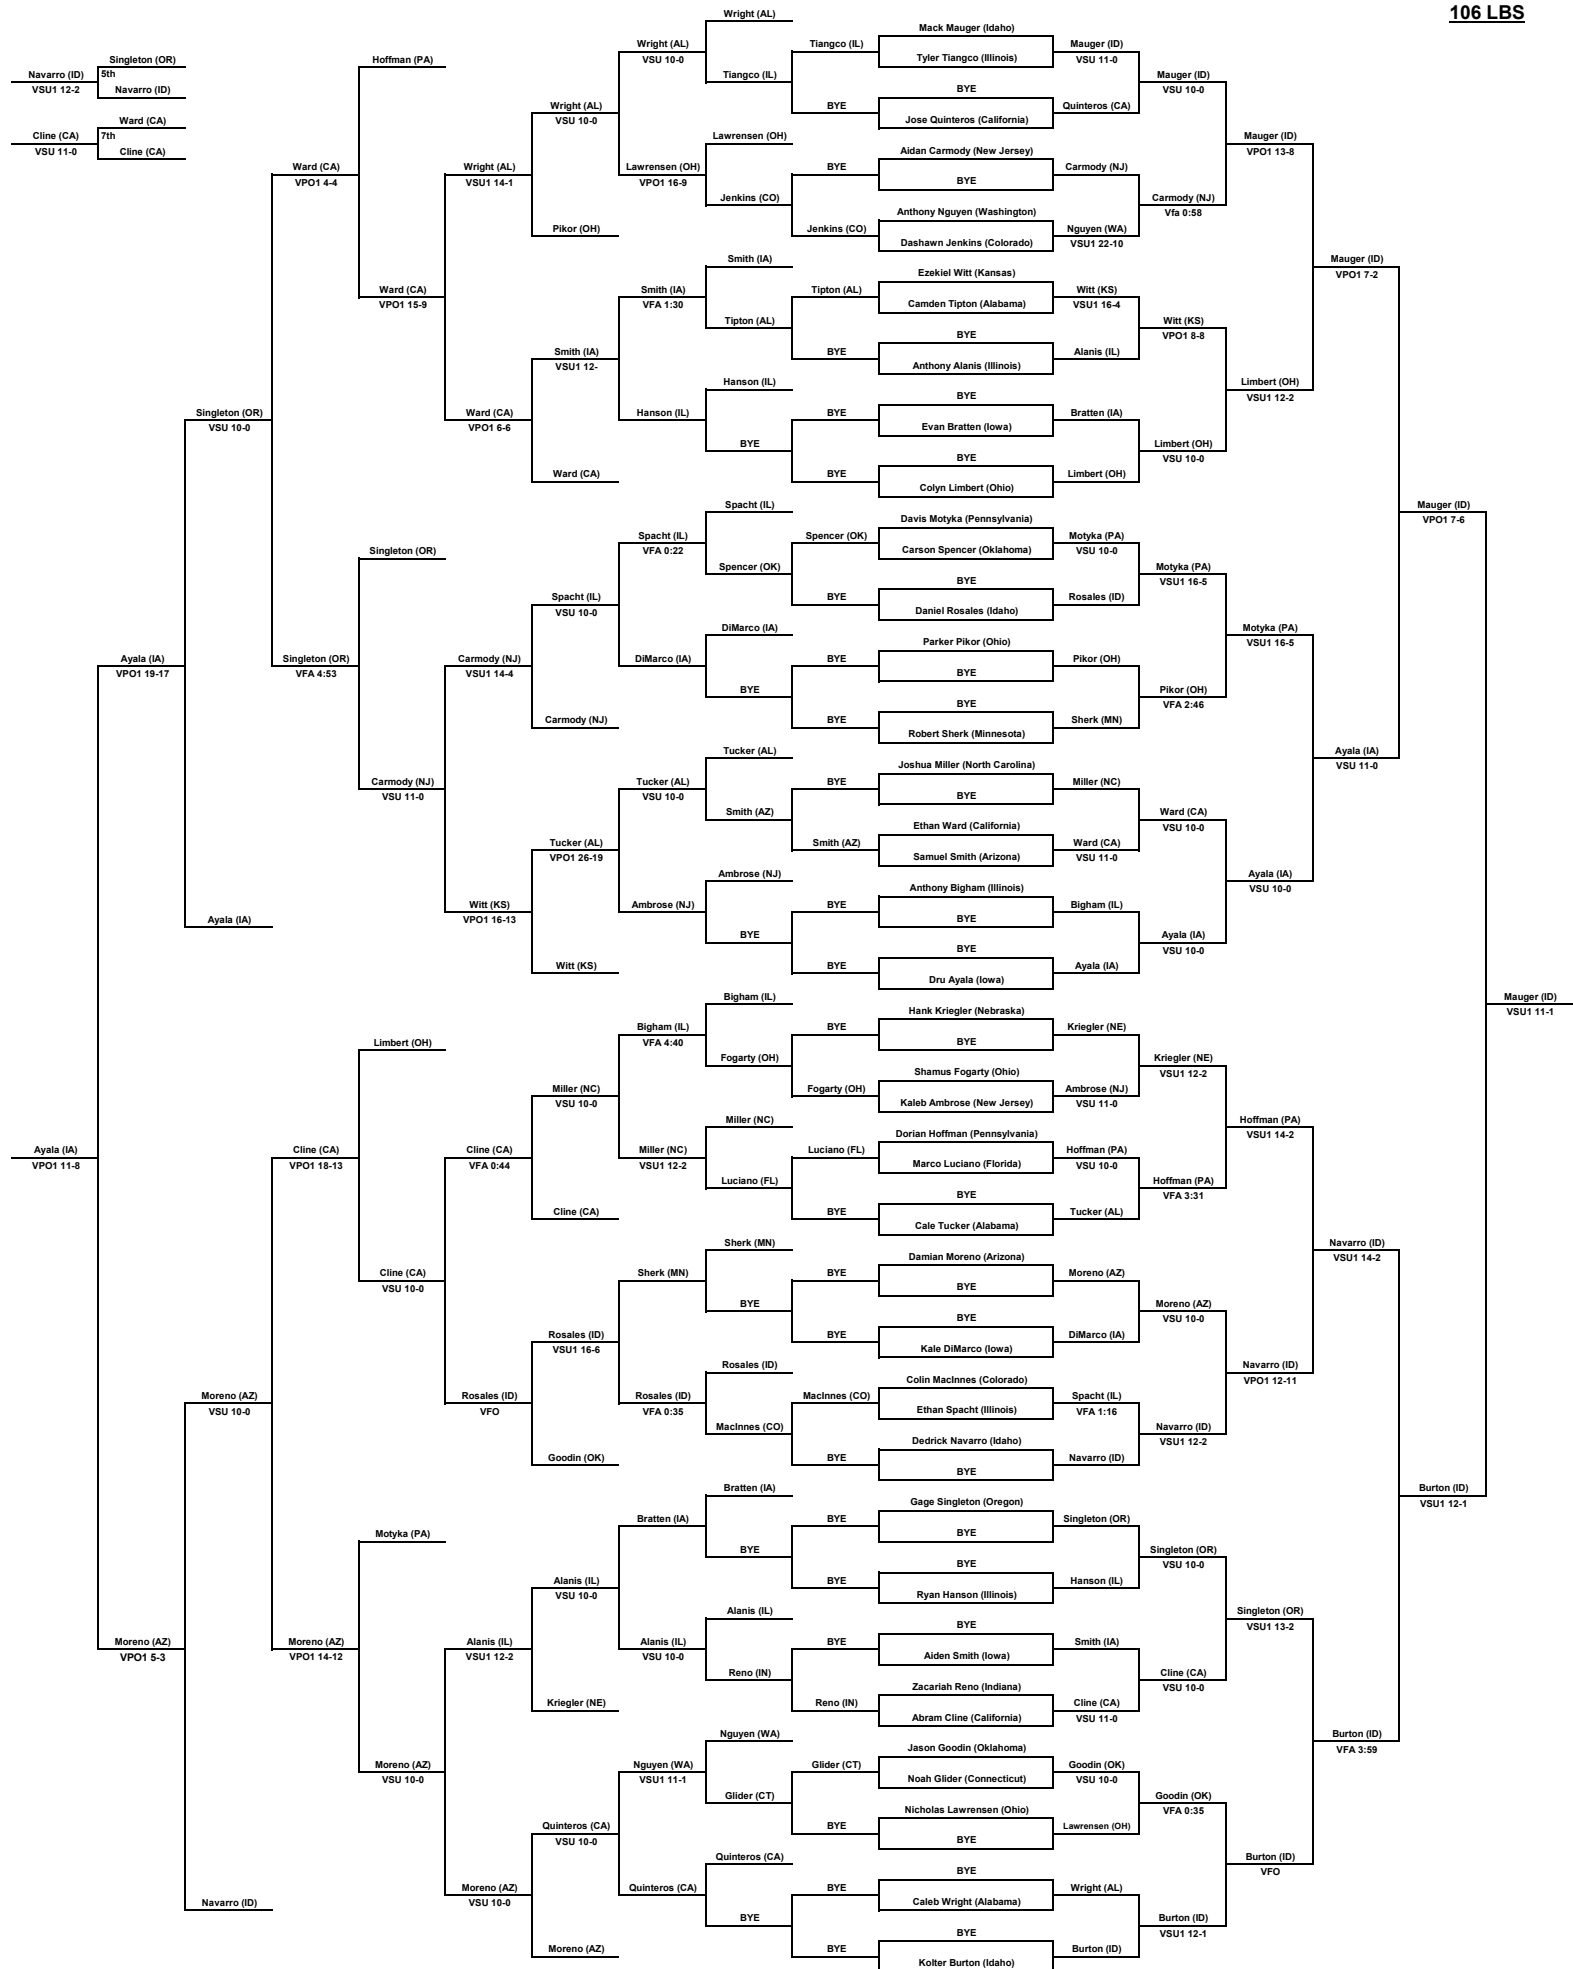 106 LBS
Singleton (OR)
5th
Navarro (ID)
Navarro (ID)
VSU1 12-2
Ward (CA)
7th
Cline (CA)
Cline (CA)
VSU 11-0
Ayala (IA)
VPO1 11-8
Ayala (IA)
VPO1 19-17
Moreno (AZ)
VPO1 5-3
Singleton (OR)
VSU 10-0
Ayala (IA)
Moreno (AZ)
VSU 10-0
Navarro (ID)
Ward (CA)
VPO1 4-4
Singleton (OR)
VFA 4:53
Cline (CA)
VPO1 18-13
Moreno (AZ)
VPO1 14-12
Hoffman (PA)
Ward (CA)
VPO1 15-9
Singleton (OR)
Carmody (NJ)
VSU 11-0
Limbert (OH)
Cline (CA)
VSU 10-0
Motyka (PA)
Moreno (AZ)
VSU 10-0
Wright (AL)
VSU1 14-1
Ward (CA)
VPO1 6-6
Carmody (NJ)
VSU1 14-4
Witt (KS)
VPO1 16-13
Cline (CA)
VFA 0:44
Rosales (ID)
VFO
Alanis (IL)
VSU1 12-2
Moreno (AZ)
VSU 10-0
Wright (AL)
VSU 10-0
Pikor (OH)
Smith (IA)
VSU1 12-
Ward (CA)
Spacht (IL)
VSU 10-0
Carmody (NJ)
Tucker (AL)
VPO1 26-19
Witt (KS)
Miller (NC)
VSU 10-0
Cline (CA)
Rosales (ID)
VSU1 16-6
Goodin (OK)
Alanis (IL)
VSU 10-0
Kriegler (NE)
Quinteros (CA)
VSU 10-0
Moreno (AZ)
Wright (AL)
VSU 10-0
Lawrensen (OH)
VPO1 16-9
Smith (IA)
VFA 1:30
Hanson (IL)
Spacht (IL)
VFA 0:22
DiMarco (IA)
Tucker (AL)
VSU 10-0
Ambrose (NJ)
Bigham (IL)
VFA 4:40
Miller (NC)
VSU1 12-2
Sherk (MN)
Rosales (ID)
VFA 0:35
Bratten (IA)
Alanis (IL)
VSU 10-0
Nguyen (WA)
VSU1 11-1
Quinteros (CA)
Wright (AL)
Tiangco (IL)
Lawrensen (OH)
Jenkins (CO)
Smith (IA)
Tipton (AL)
Hanson (IL)
BYE
Spacht (IL)
Spencer (OK)
DiMarco (IA)
BYE
Tucker (AL)
Smith (AZ)
Ambrose (NJ)
BYE
Bigham (IL)
Fogarty (OH)
Miller (NC)
Luciano (FL)
Sherk (MN)
BYE
Rosales (ID)
MacInnes (CO)
Bratten (IA)
BYE
Alanis (IL)
Reno (IN)
Nguyen (WA)
Glider (CT)
Quinteros (CA)
BYE
Tiangco (IL)
BYE
BYE
Jenkins (CO)
Tipton (AL)
BYE
BYE
BYE
Spencer (OK)
BYE
BYE
BYE
BYE
Smith (AZ)
BYE
BYE
BYE
Fogarty (OH)
Luciano (FL)
BYE
BYE
BYE
MacInnes (CO)
BYE
BYE
BYE
BYE
Reno (IN)
Glider (CT)
BYE
BYE
BYE
Mack Mauger (Idaho)
Tyler Tiangco (Illinois)
BYE
Jose Quinteros (California)
Aidan Carmody (New Jersey)
BYE
Anthony Nguyen (Washington)
Dashawn Jenkins (Colorado)
Ezekiel Witt (Kansas)
Camden Tipton (Alabama)
BYE
Anthony Alanis (Illinois)
BYE
Evan Bratten (Iowa)
BYE
Colyn Limbert (Ohio)
Davis Motyka (Pennsylvania)
Carson Spencer (Oklahoma)
BYE
Daniel Rosales (Idaho)
Parker Pikor (Ohio)
BYE
BYE
Robert Sherk (Minnesota)
Joshua Miller (North Carolina)
BYE
Ethan Ward (California)
Samuel Smith (Arizona)
Anthony Bigham (Illinois)
BYE
BYE
Dru Ayala (Iowa)
Hank Kriegler (Nebraska)
BYE
Shamus Fogarty (Ohio)
Kaleb Ambrose (New Jersey)
Dorian Hoffman (Pennsylvania)
Marco Luciano (Florida)
BYE
Cale Tucker (Alabama)
Damian Moreno (Arizona)
BYE
BYE
Kale DiMarco (Iowa)
Colin MacInnes (Colorado)
Ethan Spacht (Illinois)
Dedrick Navarro (Idaho)
BYE
Gage Singleton (Oregon)
BYE
BYE
Ryan Hanson (Illinois)
BYE
Aiden Smith (Iowa)
Zacariah Reno (Indiana)
Abram Cline (California)
Jason Goodin (Oklahoma)
Noah Glider (Connecticut)
Nicholas Lawrensen (Ohio)
BYE
BYE
Caleb Wright (Alabama)
BYE
Kolter Burton (Idaho)
Mauger (ID)
VSU 11-0
Quinteros (CA)
Carmody (NJ)
Nguyen (WA)
VSU1 22-10
Witt (KS)
VSU1 16-4
Alanis (IL)
Bratten (IA)
Limbert (OH)
Motyka (PA)
VSU 10-0
Rosales (ID)
Pikor (OH)
Sherk (MN)
Miller (NC)
Ward (CA)
VSU 11-0
Bigham (IL)
Ayala (IA)
Kriegler (NE)
Ambrose (NJ)
VSU 11-0
Hoffman (PA)
VSU 10-0
Tucker (AL)
Moreno (AZ)
DiMarco (IA)
Spacht (IL)
VFA 1:16
Navarro (ID)
Singleton (OR)
Hanson (IL)
Smith (IA)
Cline (CA)
VSU 11-0
Goodin (OK)
VSU 10-0
Lawrensen (OH)
Wright (AL)
Burton (ID)
Mauger (ID)
VSU 10-0
Carmody (NJ)
Vfa 0:58
Witt (KS)
VPO1 8-8
Limbert (OH)
VSU 10-0
Motyka (PA)
VSU1 16-5
Pikor (OH)
VFA 2:46
Ward (CA)
VSU 10-0
Ayala (IA)
VSU 10-0
Kriegler (NE)
VSU1 12-2
Hoffman (PA)
VFA 3:31
Moreno (AZ)
VSU 10-0
Navarro (ID)
VSU1 12-2
Singleton (OR)
VSU 10-0
Cline (CA)
VSU 10-0
Goodin (OK)
VFA 0:35
Burton (ID)
VSU1 12-1
Mauger (ID)
VPO1 13-8
Limbert (OH)
VSU1 12-2
Motyka (PA)
VSU1 16-5
Ayala (IA)
VSU 10-0
Hoffman (PA)
VSU1 14-2
Navarro (ID)
VPO1 12-11
Singleton (OR)
VSU1 13-2
Burton (ID)
VFO
Mauger (ID)
VPO1 7-2
Ayala (IA)
VSU 11-0
Navarro (ID)
VSU1 14-2
Burton (ID)
VFA 3:59
Mauger (ID)
VPO1 7-6
Burton (ID)
VSU1 12-1
Mauger (ID)
VSU1 11-1